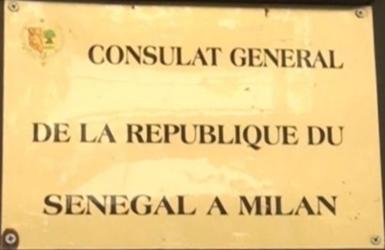 CONSULAT GENERAL
DE LA REPUBLIQUE DU
SENEGAL A MILAN